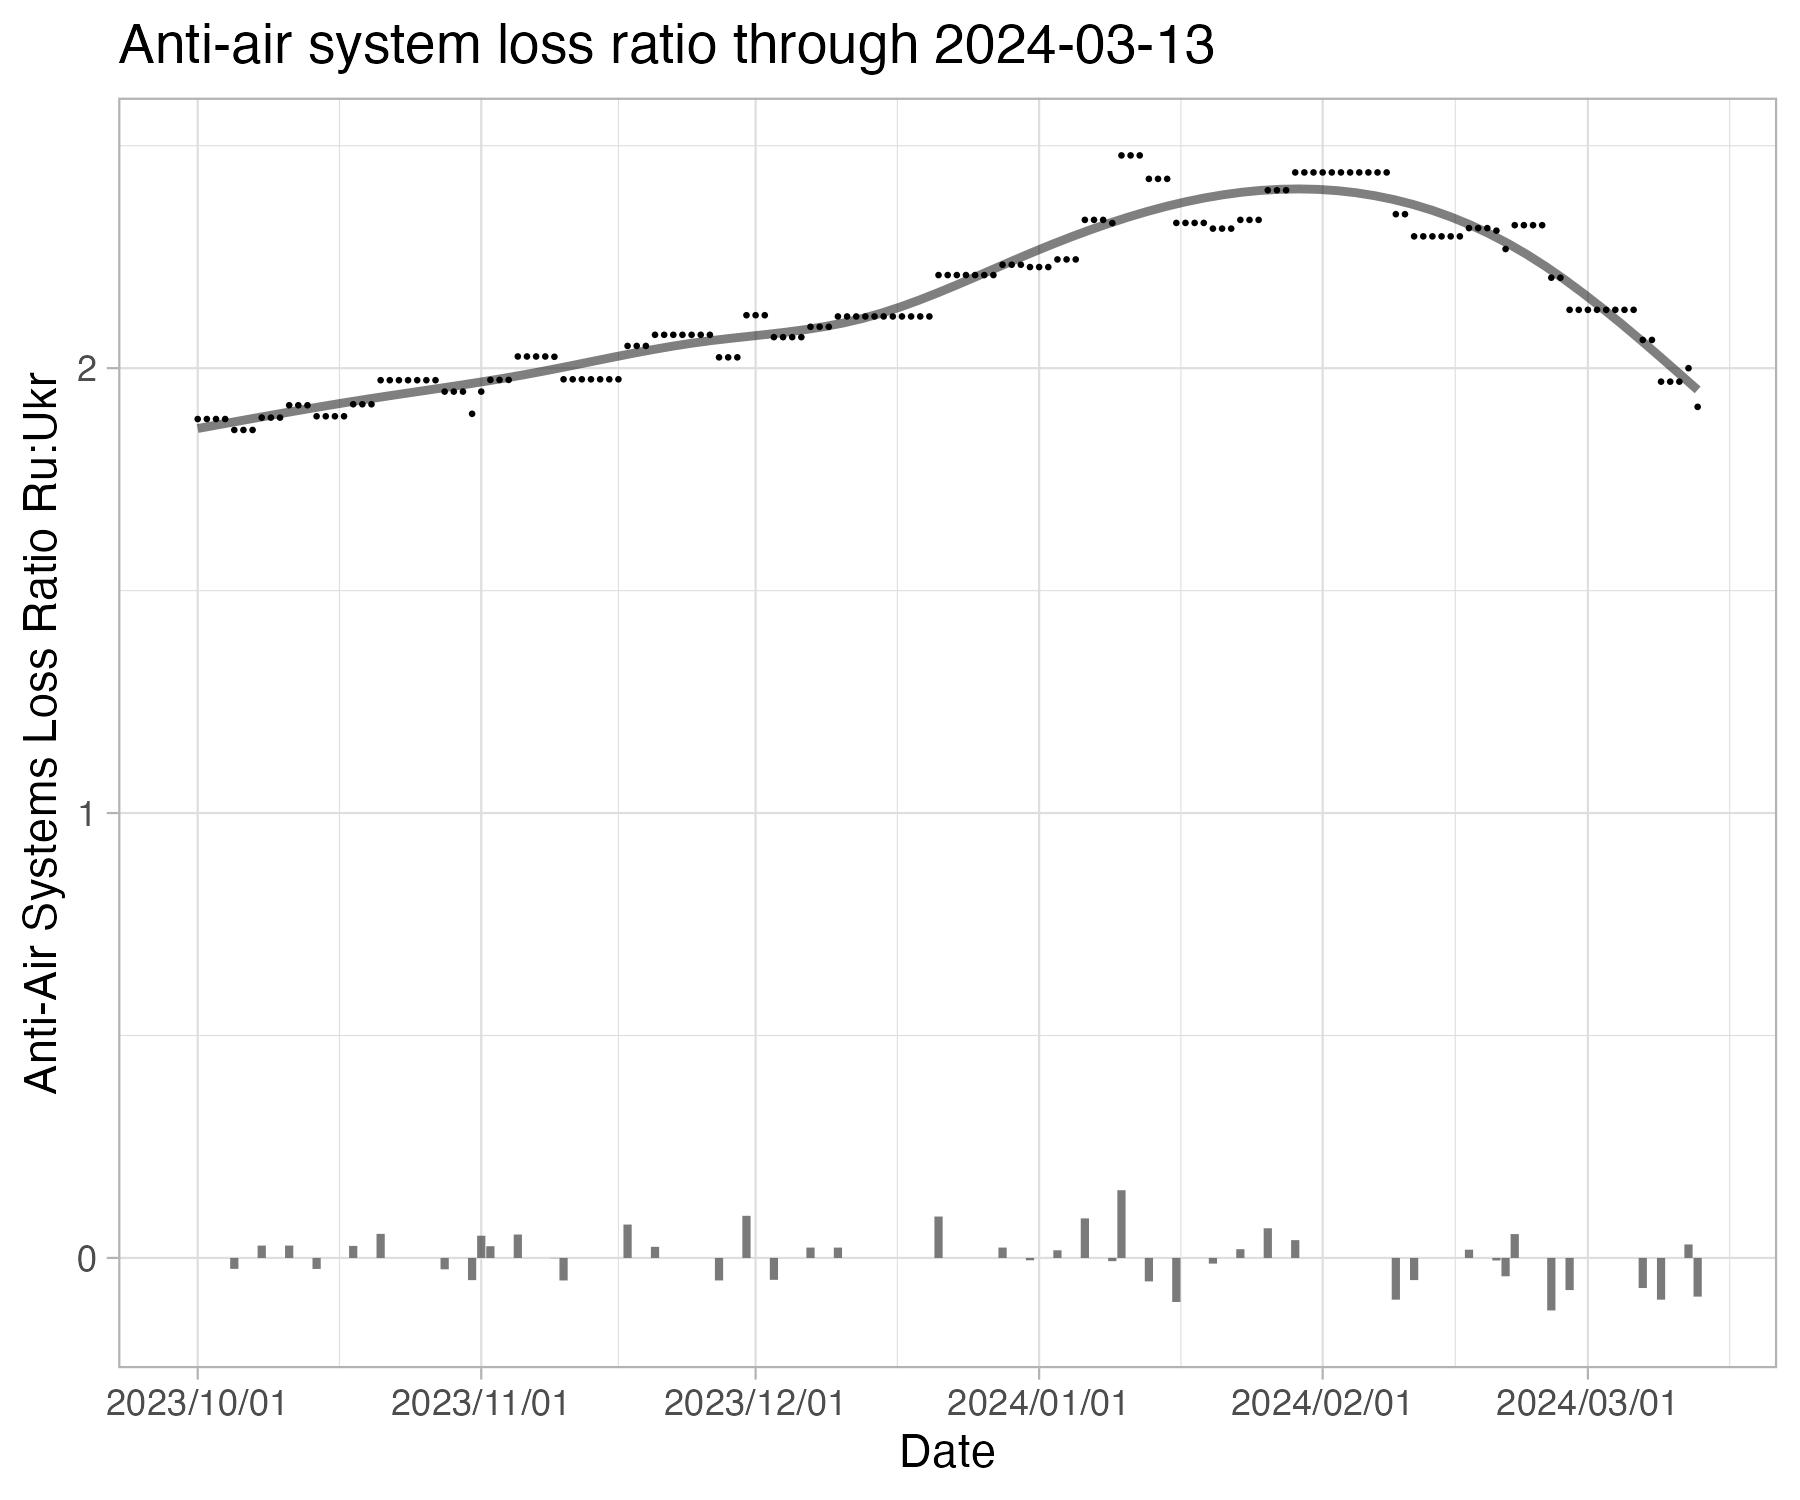 Anti-air system loss ratio through 2024-03-13
Anti-Air Systems Loss Ratio Ru:Ukr
2
1
0
2023/10/01 2023/11/01 2023/12/01 2024/01/01 2024/02/01 2024/03/01
Date